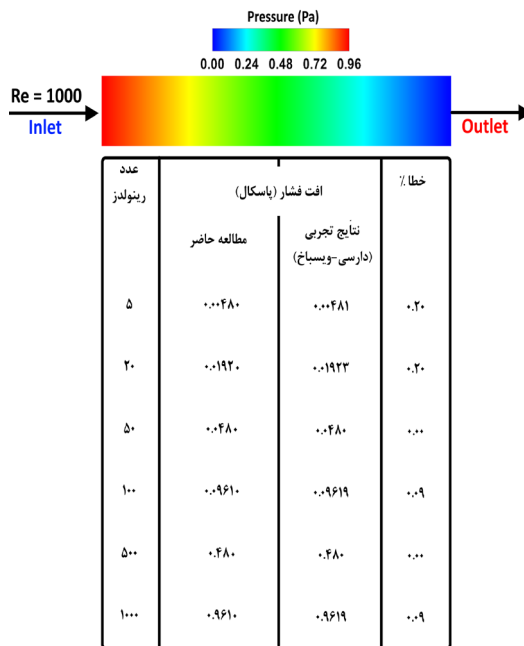 Pressure (Pa)
0.00 0.24 0.48 0.72 0.96
Re = 1000
Inlet
Outlet
عدد رینولدز
افت فشار (پاسکال)
خطا ٪
مطالعه حاضر
نتایج تجربی
(دارسی-ویسباخ)
۵ ۰.۰۰۴۸۰ ۰.۰۰۴۸۱ ۰.۲۰
۲۰ ۰.۰۱۹۲۰ ۰.۰۱۹۲۳ ۰.۲۰
۵۰ ۰.۰۴۸۰ ۰.۰۴۸۰ ۰.۰۰
۱۰۰ ۰.۰۹۶۱۰ ۰.۰۹۶۱۹ ۰.۰۹
۵۰۰ ۰.۴۸۰ ۰.۴۸۰ ۰.۰۰
۱۰۰۰ ۰.۹۶۱۰ ۰.۹۶۱۹ ۰.۰۹